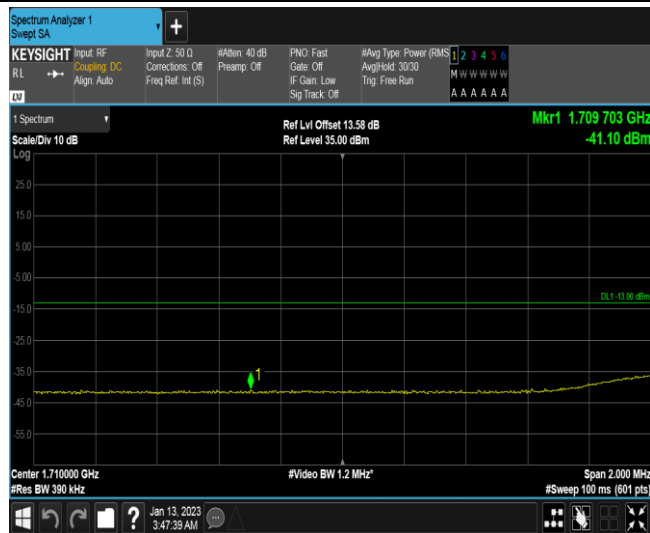 Spectrum Analyzer 1
Swept SA
+
KEYSIGHT
RL
LXI
Input: RF
Coupling: DC
Align: Auto
Input Z: 50 Ω
Corrections: Off
Freq Ref: Int (S)
#Atten: 40 dB
Preamp: Off
PNO: Fast
Gate: Off
IF Gain: Low
Sig Track: Off
#Avg Type: Power (RMS
Avg|Hold: 30/30
Trig: Free Run
1 2 3 4 5 6
M W W W W W
A A A A A A
1 Spectrum
Scale/Div 10 dB
Log
Ref Lvl Offset 13.58 dB
Ref Level 35.00 dBm
Mkr1 1.709 703 GHz
-41.10 dBm
25.0
15.0
5.00
-5.00
DL1 -13.00 dBm
-15.0
-25.0
-35.0
1
-45.0
-55.0
Center 1.710000 GHz
#Res BW 390 kHz
#Video BW 1.2 MHz*
Span 2.000 MHz
#Sweep 100 ms (601 pts)
?
Jan 13, 2023
3:47:39 AM